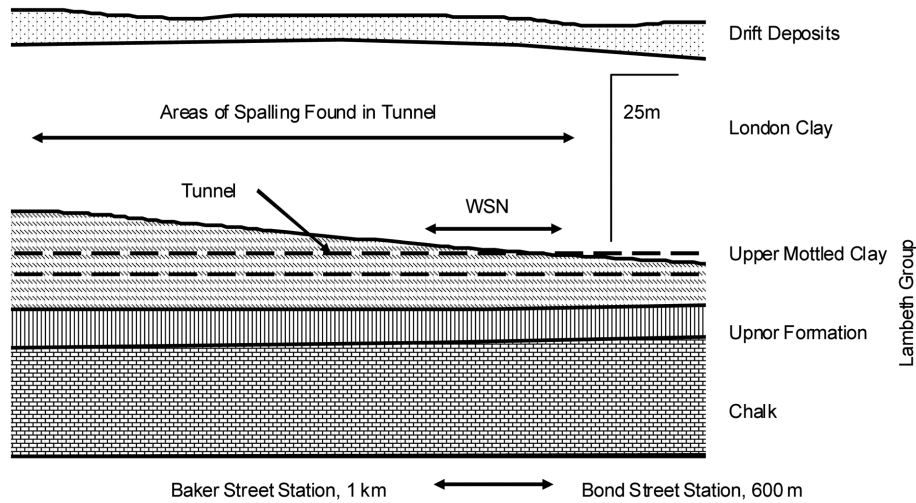 Drift Deposits
25m
Areas of Spalling Found in Tunnel
London Clay
Tunnel
WSN
Upper Mottled Clay
Lambeth Group
Upnor Formation
Chalk
Baker Street Station, 1 km
Bond Street Station, 600 m